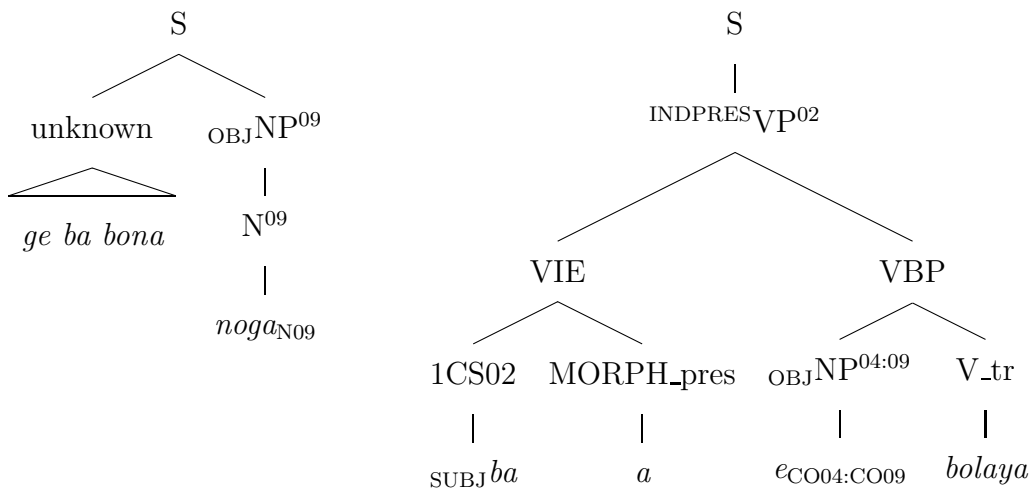 S S
INDPRESVP02
unknown OBJNP09
N09
ge ba bona
VIE VBP
nogaN09
1CS02 MORPH_pres OBJNP04:09 V_tr
SUBJba a eCO04:CO09 bolaya